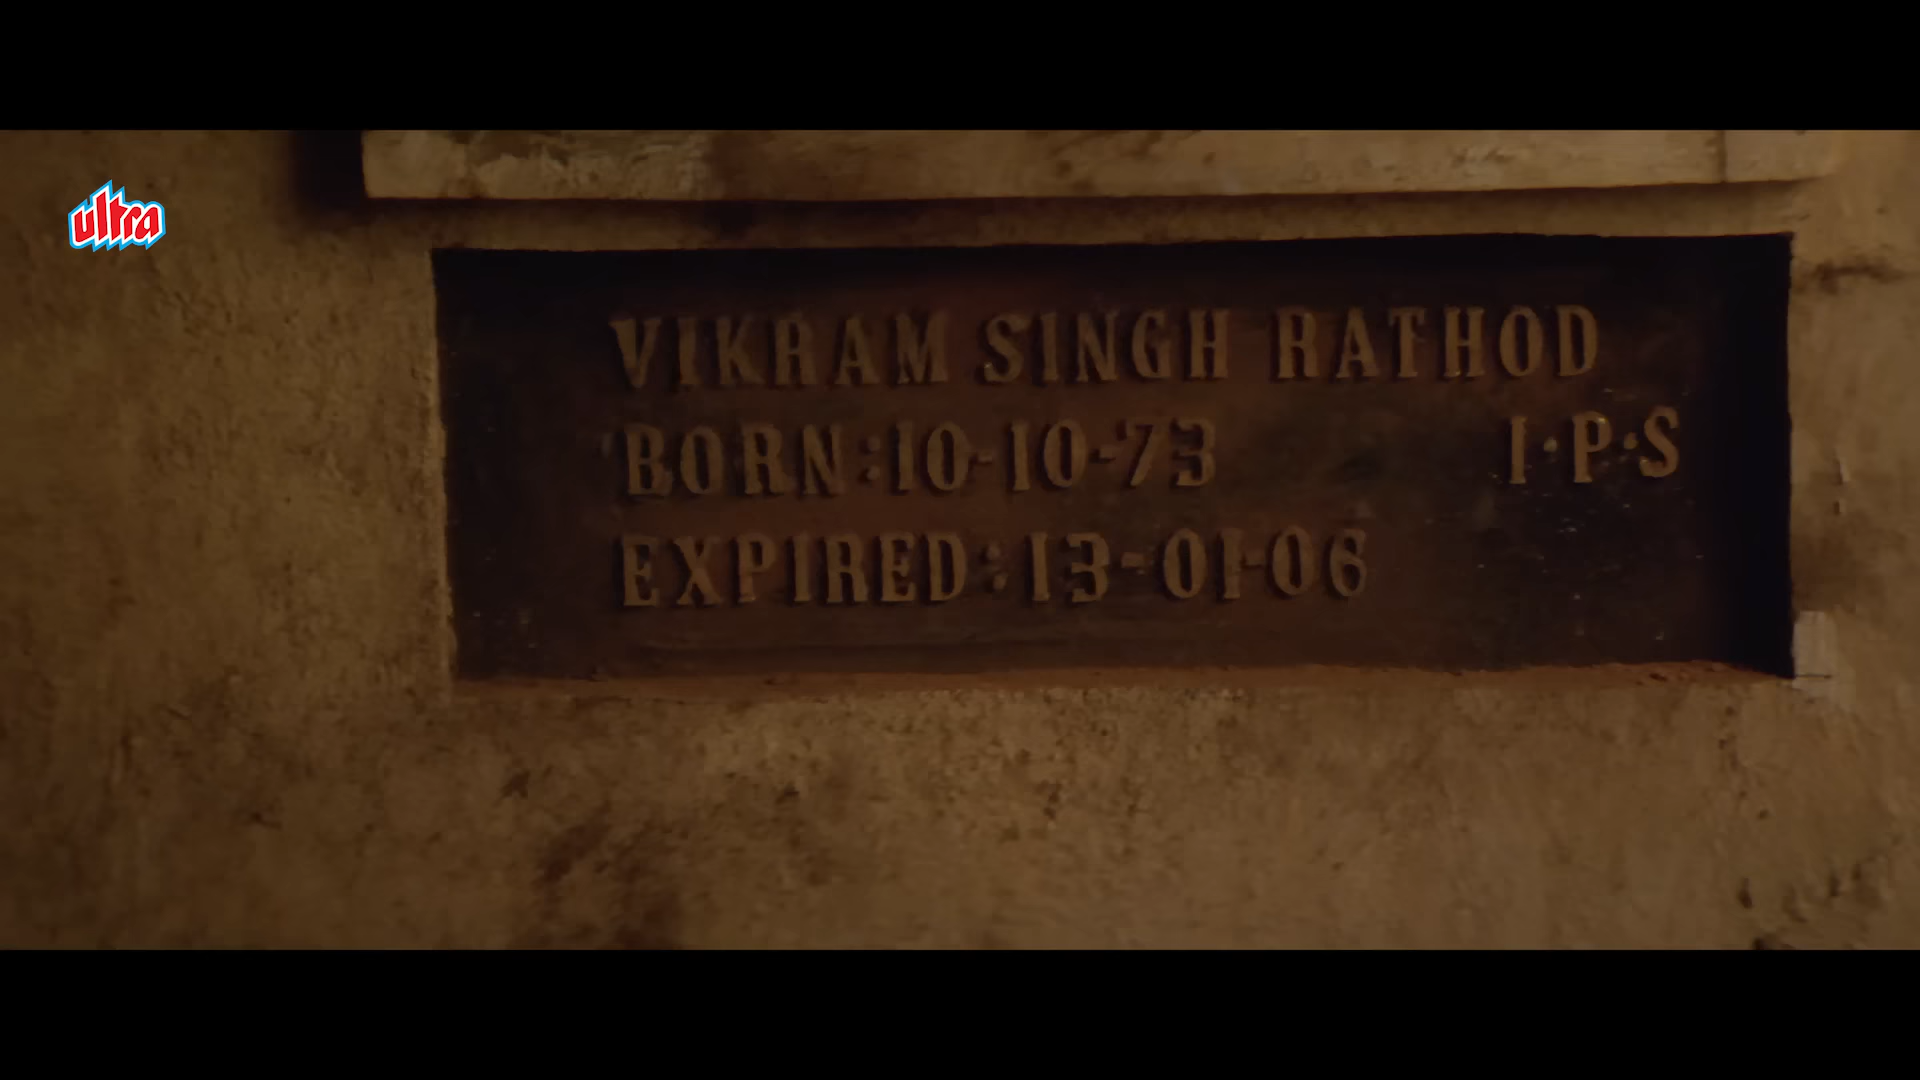 ultra
VIKRAM SINGH RATHOD
BORN:10-10-73 I·P·S
EXPIRED:13-01-06